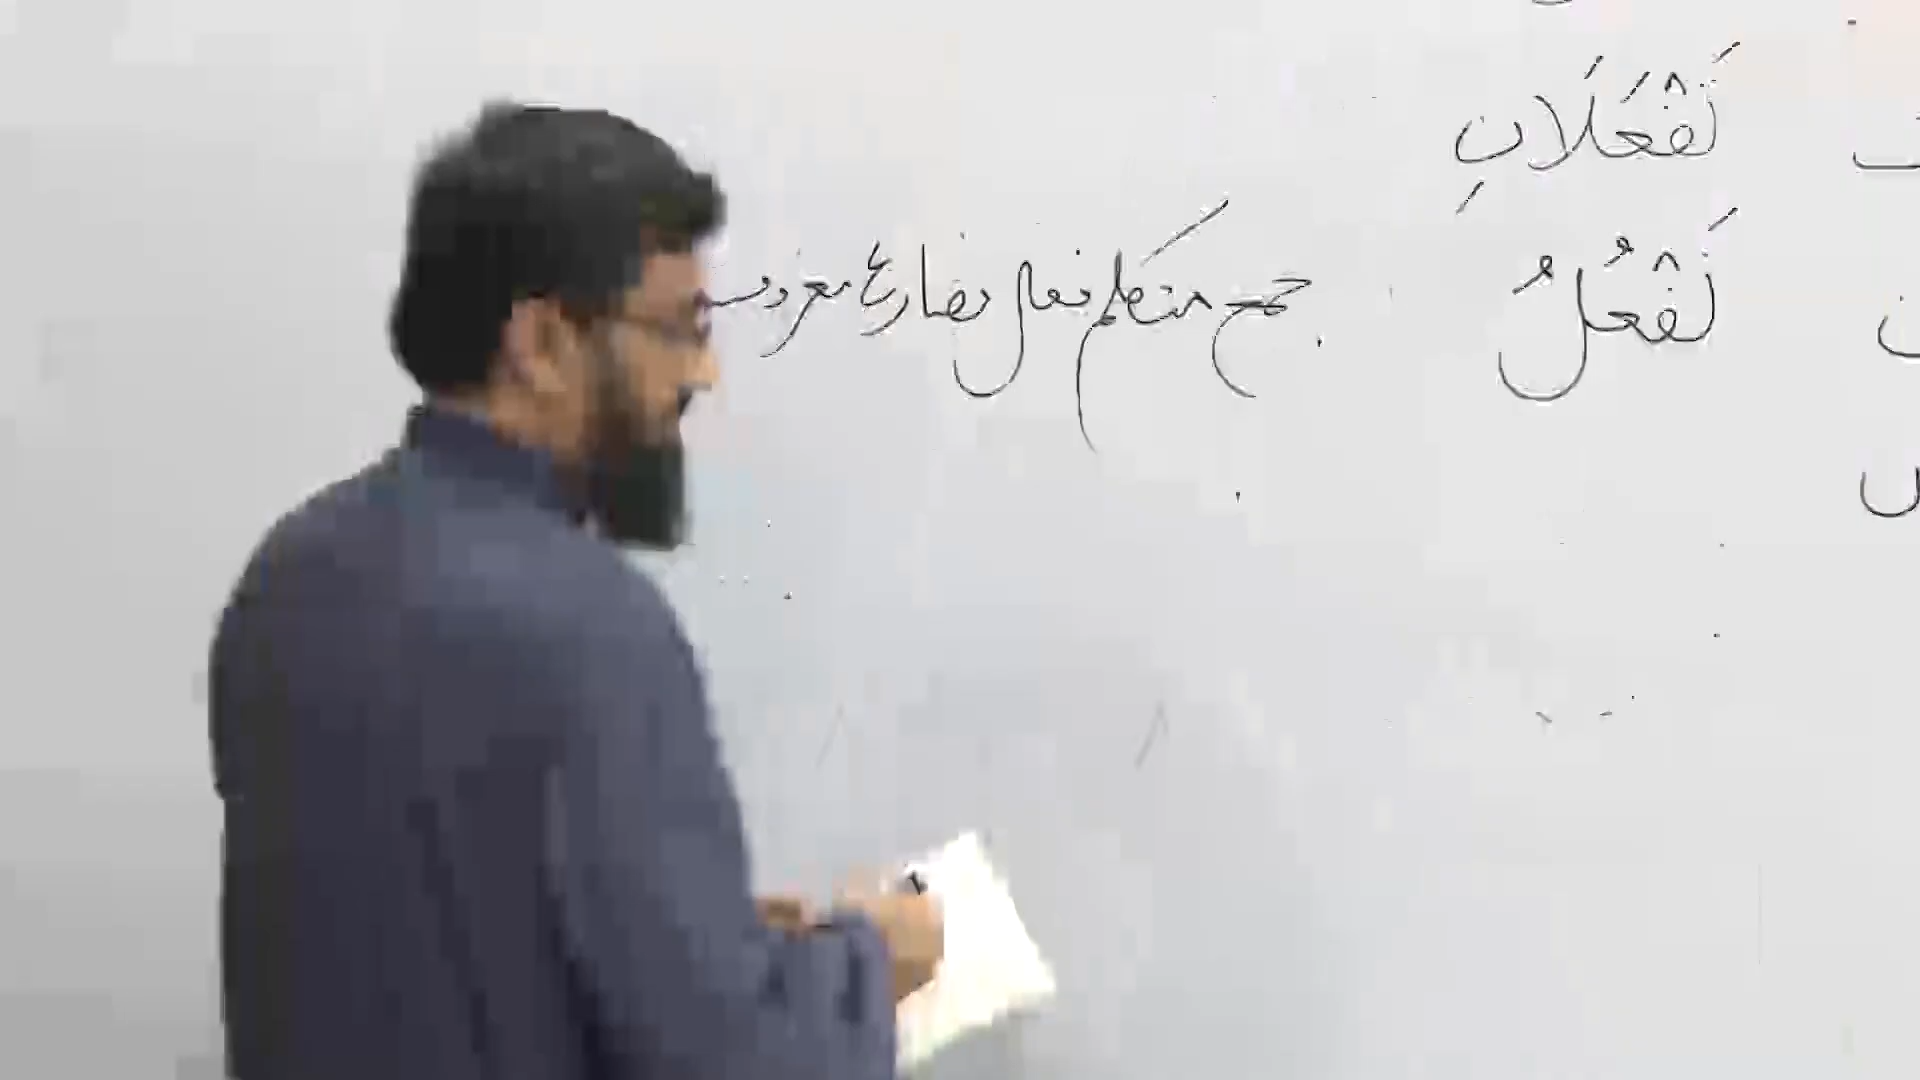 تَفْعَلَانِ
نَفْعُلُ جمع متکلم فعل مضارع معروف